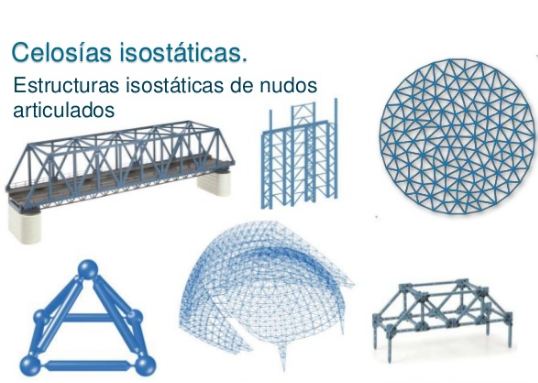 Celosías isostáticas.
Estructuras isostáticas de nudos
articulados